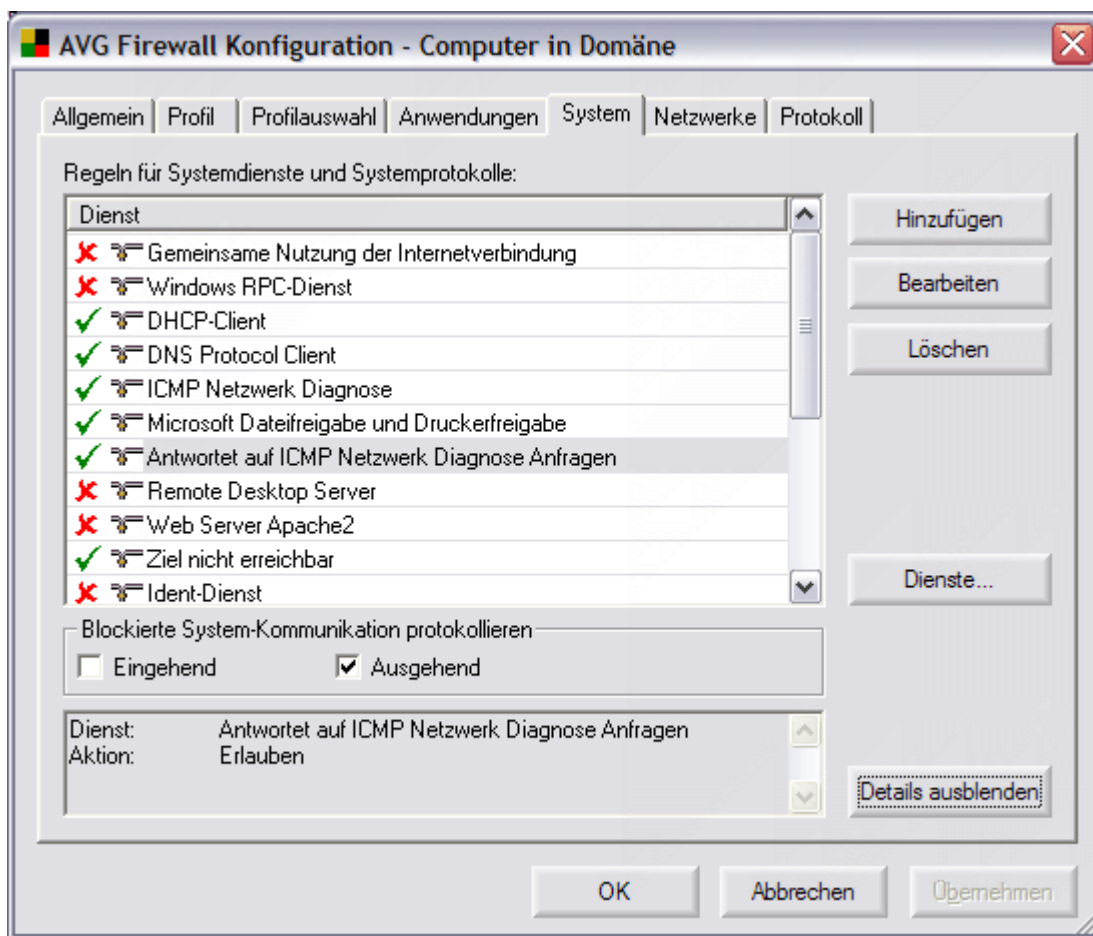 AVG Firewall Konfiguration - Computer in Domäne
Allgemein Profil Profilauswahl Anwendungen System Netzwerke Protokoll
Regeln für Systemdienste und Systemprotokolle:
Dienst
Hinzufügen
Gemeinsame Nutzung der Internetverbindung
Windows RPC-Dienst
Bearbeiten
DHCP-Client
DNS Protocol Client
Löschen
ICMP Netzwerk Diagnose
Microsoft Dateifreigabe und Druckerfreigabe
Antwortet auf ICMP Netzwerk Diagnose Anfragen
Remote Desktop Server
Web Server Apache2
Ziel nicht erreichbar
Dienste...
Ident-Dienst
Blockierte System-Kommunikation protokollieren
Eingehend Ausgehend
Dienst: Antwortet auf ICMP Netzwerk Diagnose Anfragen
Aktion: Erlauben
Details ausblenden
OK Abbrechen Übernehmen